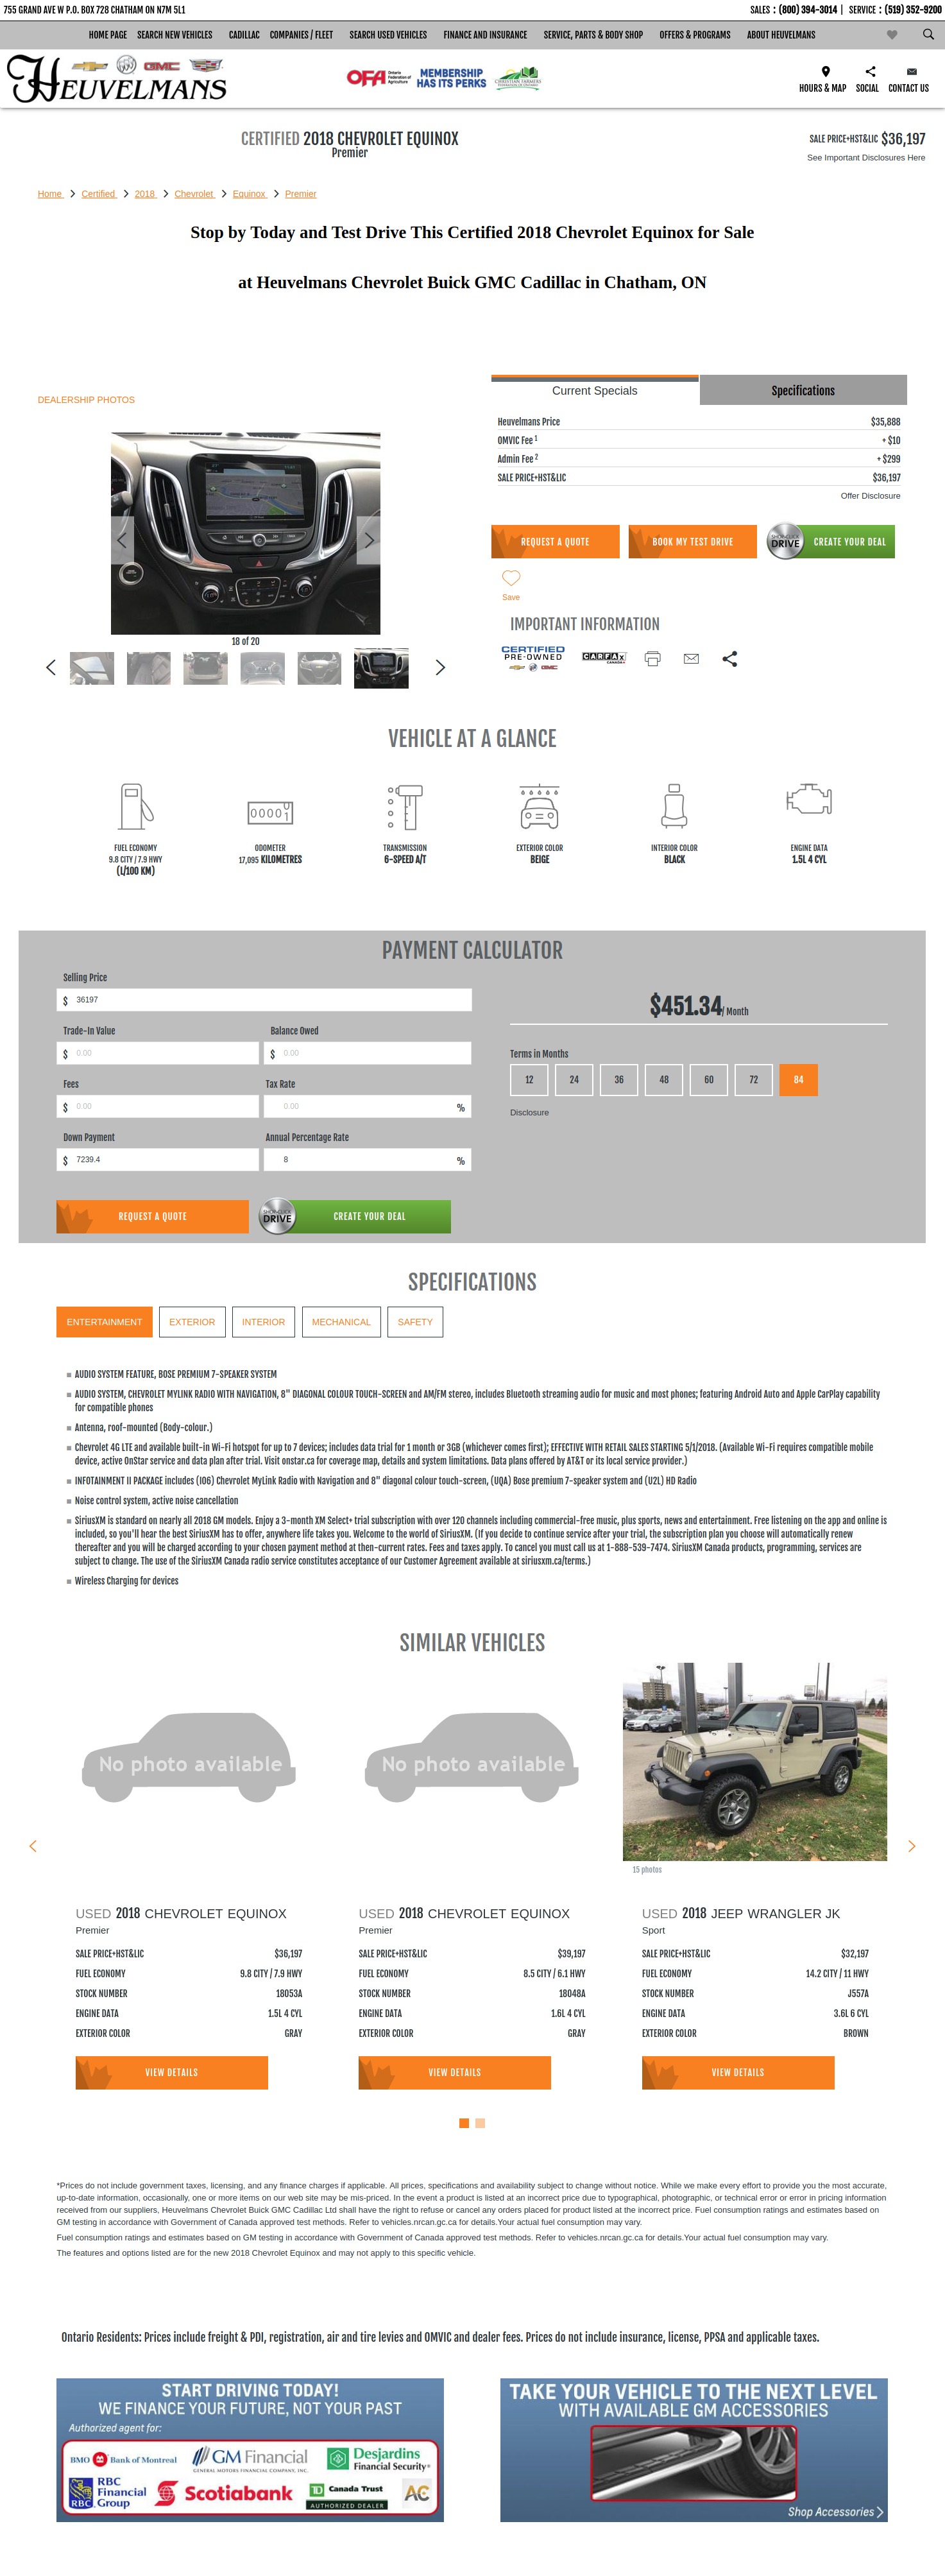 755 GRAND AVE W P.O. BOX 728 CHATHAM ON N7M 5L1
SALES : (800) 394-3014 | SERVICE : (519) 352-9200
HOME PAGE SEARCH NEW VEHICLES CADILLAC COMPANIES / FLEET SEARCH USED VEHICLES FINANCE AND INSURANCE SERVICE, PARTS & BODY SHOP OFFERS & PROGRAMS ABOUT HEUVELMANS
HEUVELMANS
GMC
OFA Ontario Federation of Agriculture
MEMBERSHIP HAS ITS PERKS
CHRISTIAN FARMERS
HOURS & MAP SOCIAL CONTACT US
CERTIFIED 2018 CHEVROLET EQUINOX
Premier
SALE PRICE+HST&LIC $36,197
See Important Disclosures Here
Home Certified 2018 Chevrolet Equinox Premier
Stop by Today and Test Drive This Certified 2018 Chevrolet Equinox for Sale
at Heuvelmans Chevrolet Buick GMC Cadillac in Chatham, ON
DEALERSHIP PHOTOS
18 of 20
Current Specials Specifications
Heuvelmans Price $35,888
OMVIC Fee 1 + $10
Admin Fee 2 + $299
SALE PRICE+HST&LIC $36,197
Offer Disclosure
REQUEST A QUOTE BOOK MY TEST DRIVE SHOP·CLICK DRIVE CREATE YOUR DEAL
Save
IMPORTANT INFORMATION
CERTIFIED PRE-OWNED
CARFAX CANADA
VEHICLE AT A GLANCE
FUEL ECONOMY
9.8 CITY / 7.9 HWY
(L/100 KM)
ODOMETER
17,095 KILOMETRES
TRANSMISSION
6-SPEED A/T
EXTERIOR COLOR
BEIGE
INTERIOR COLOR
BLACK
ENGINE DATA
1.5L 4 CYL
PAYMENT CALCULATOR
Selling Price
$ 36197
Trade-In Value Balance Owed
$ 0.00 $ 0.00
Fees Tax Rate
$ 0.00 0.00 %
Down Payment Annual Percentage Rate
$ 7239.4 8 %
REQUEST A QUOTE SHOP·CLICK DRIVE CREATE YOUR DEAL
$451.34 / Month
Terms in Months
12 24 36 48 60 72 84
Disclosure
SPECIFICATIONS
ENTERTAINMENT EXTERIOR INTERIOR MECHANICAL SAFETY
AUDIO SYSTEM FEATURE, BOSE PREMIUM 7-SPEAKER SYSTEM
AUDIO SYSTEM, CHEVROLET MYLINK RADIO WITH NAVIGATION, 8" DIAGONAL COLOUR TOUCH-SCREEN and AM/FM stereo, includes Bluetooth streaming audio for music and most phones; featuring Android Auto and Apple CarPlay capability
for compatible phones
Antenna, roof-mounted (Body-colour.)
Chevrolet 4G LTE and available built-in Wi-Fi hotspot for up to 7 devices; includes data trial for 1 month or 3GB (whichever comes first); EFFECTIVE WITH RETAIL SALES STARTING 5/1/2018. (Available Wi-Fi requires compatible mobile
device, active OnStar service and data plan after trial. Visit onstar.ca for coverage map, details and system limitations. Data plans offered by AT&T or its local service provider.)
INFOTAINMENT II PACKAGE includes (IO6) Chevrolet MyLink Radio with Navigation and 8" diagonal colour touch-screen, (UQA) Bose premium 7-speaker system and (U2L) HD Radio
Noise control system, active noise cancellation
SiriusXM is standard on nearly all 2018 GM models. Enjoy a 3-month XM Select+ trial subscription with over 120 channels including commercial-free music, plus sports, news and entertainment. Free listening on the app and online is
included, so you'll hear the best SiriusXM has to offer, anywhere life takes you. Welcome to the world of SiriusXM. (If you decide to continue service after your trial, the subscription plan you choose will automatically renew
thereafter and you will be charged according to your chosen payment method at then-current rates. Fees and taxes apply. To cancel you must call us at 1-888-539-7474. SiriusXM Canada products, programming, services are
subject to change. The use of the SiriusXM Canada radio service constitutes acceptance of our Customer Agreement available at siriusxm.ca/terms.)
Wireless Charging for devices
SIMILAR VEHICLES
No photo available No photo available
15 photos
USED 2018 CHEVROLET EQUINOX
Premier
SALE PRICE+HST&LIC $36,197
FUEL ECONOMY 9.8 CITY / 7.9 HWY
STOCK NUMBER 18053A
ENGINE DATA 1.5L 4 CYL
EXTERIOR COLOR GRAY
VIEW DETAILS
USED 2018 CHEVROLET EQUINOX
Premier
SALE PRICE+HST&LIC $39,197
FUEL ECONOMY 8.5 CITY / 6.1 HWY
STOCK NUMBER 18048A
ENGINE DATA 1.6L 4 CYL
EXTERIOR COLOR GRAY
VIEW DETAILS
USED 2018 JEEP WRANGLER JK
Sport
SALE PRICE+HST&LIC $32,197
FUEL ECONOMY 14.2 CITY / 11 HWY
STOCK NUMBER J557A
ENGINE DATA 3.6L 6 CYL
EXTERIOR COLOR BROWN
VIEW DETAILS
*Prices do not include government taxes, licensing, and any finance charges if applicable. All prices, specifications and availability subject to change without notice. While we make every effort to provide you the most accurate,
up-to-date information, occasionally, one or more items on our web site may be mis-priced. In the event a product is listed at an incorrect price due to typographical, photographic, or technical error or error in pricing information
received from our suppliers, Heuvelmans Chevrolet Buick GMC Cadillac Ltd shall have the right to refuse or cancel any orders placed for product listed at the incorrect price. Fuel consumption ratings and estimates based on
GM testing in accordance with Government of Canada approved test methods. Refer to vehicles.nrcan.gc.ca for details.Your actual fuel consumption may vary.
Fuel consumption ratings and estimates based on GM testing in accordance with Government of Canada approved test methods. Refer to vehicles.nrcan.gc.ca for details.Your actual fuel consumption may vary.
The features and options listed are for the new 2018 Chevrolet Equinox and may not apply to this specific vehicle.
Ontario Residents: Prices include freight & PDI, registration, air and tire levies and OMVIC and dealer fees. Prices do not include insurance, license, PPSA and applicable taxes.
START DRIVING TODAY!
WE FINANCE YOUR FUTURE, NOT YOUR PAST
Authorized agent for:
BMO Bank of Montreal
GM Financial
GENERAL MOTORS FINANCIAL COMPANY, INC.
Desjardins
Financial Security
RBC RBC Financial Group
Scotiabank
TD Canada Trust
AUTHORIZED DEALER
AC
TAKE YOUR VEHICLE TO THE NEXT LEVEL
WITH AVAILABLE GM ACCESSORIES
Shop Accessories